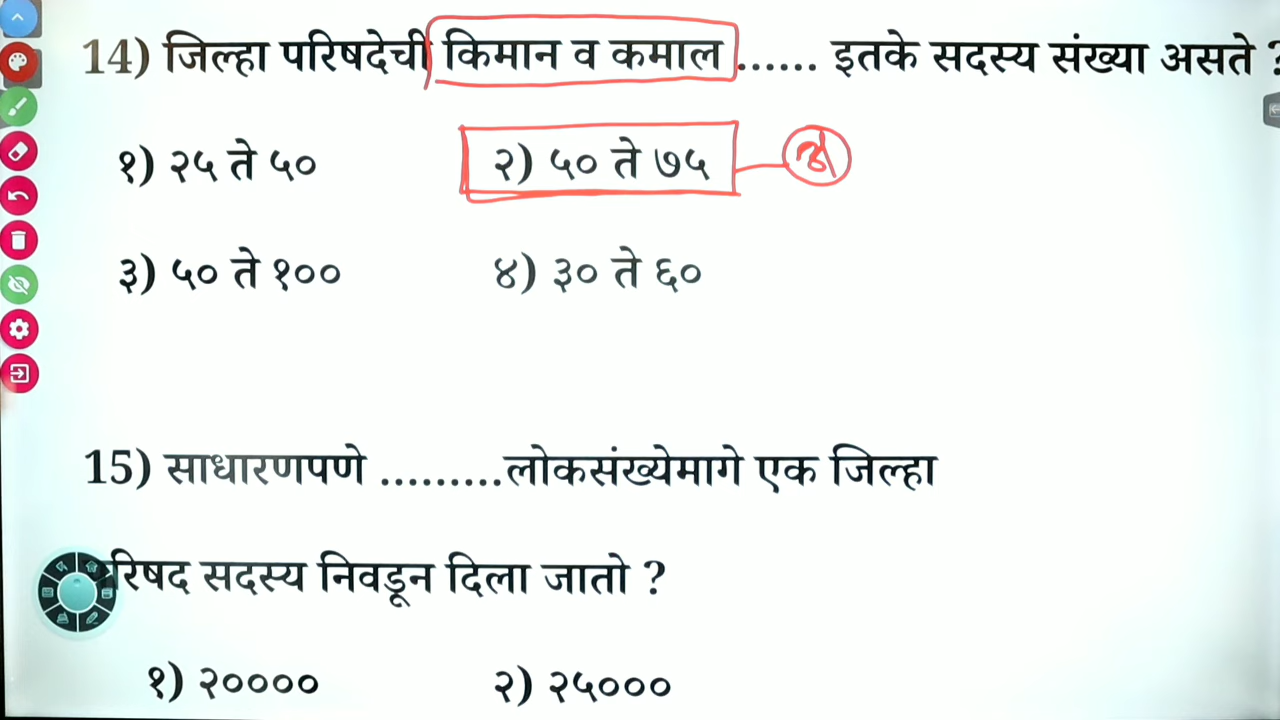 14) जिल्हा परिषदेची किमान व कमाल ...... इतके सदस्य संख्या असते ?
१) २५ ते ५० २) ५० ते ७५
३) ५० ते १०० ४) ३० ते ६०
15) साधारणपणे .........लोकसंख्येमागे एक जिल्हा
रिषद सदस्य निवडून दिला जातो ?
१) २०००० २) २५०००